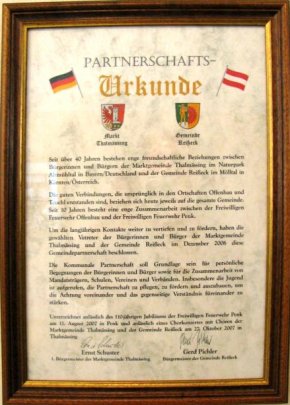 PARTNERSCHAFTS-
Urkunde
Markt
Thalmässing
Gemeinde
Reißeck
Seit über 40 Jahren bestehen enge freundschaftliche Beziehungen zwischen
Bürgerinnen und Bürgern der Marktgemeinde Thalmässing im Naturpark
Altmühltal in Bayern/Deutschland und der Gemeinde Reißeck im Mölltal in
Kärnten/Österreich.
Die guten Verbindungen, die ursprünglich in den Ortschaften Offenbau und
entstanden sind, beziehen sich heute jeweils auf die gesamte Gemeinde.
Seit 10 Jahren besteht eine enge Zusammenarbeit zwischen der Freiwilligen
Feuerwehr Offenbau und der Freiwilligen Feuerwehr Penk.
Um die langjährigen Kontakte weiter zu vertiefen und zu fördern, haben die
gewählten Vertreter der Bürgerinnen und Bürger der Marktgemeinde
Thalmässing und der Gemeinde Reißeck im Dezember 2006 diese
Gemeindepartnerschaft beschlossen.
Die Kommunale Partnerschaft soll Grundlage sein für persönliche
Begegnungen der Bürgerinnen und Bürger sowie für die Zusammenarbeit von
Mandatsträgern, Schulen, Vereinen und Verbänden. Insbesondere die Jugend
ist aufgerufen, die Partnerschaft zu pflegen, zu fördern und auszubauen, um
die Achtung voreinander und das gegenseitige Verständnis füreinander zu
stärken.
Unterzeichnet anlässlich des 110jährigen Jubiläums der Freiwilligen Feuerwehr Penk
am 15. August 2007 in Penk und anlässlich eines Chorkonzertes mit Chören der
Marktgemeinde Thalmässing und der Gemeinde Reißeck am 27. Oktober 2007 in
Thalmässing
Ernst Schuster
1. Bürgermeister des Markts Thalmässing
Gerd Pichler
Bürgermeister der Gemeinde Reißeck